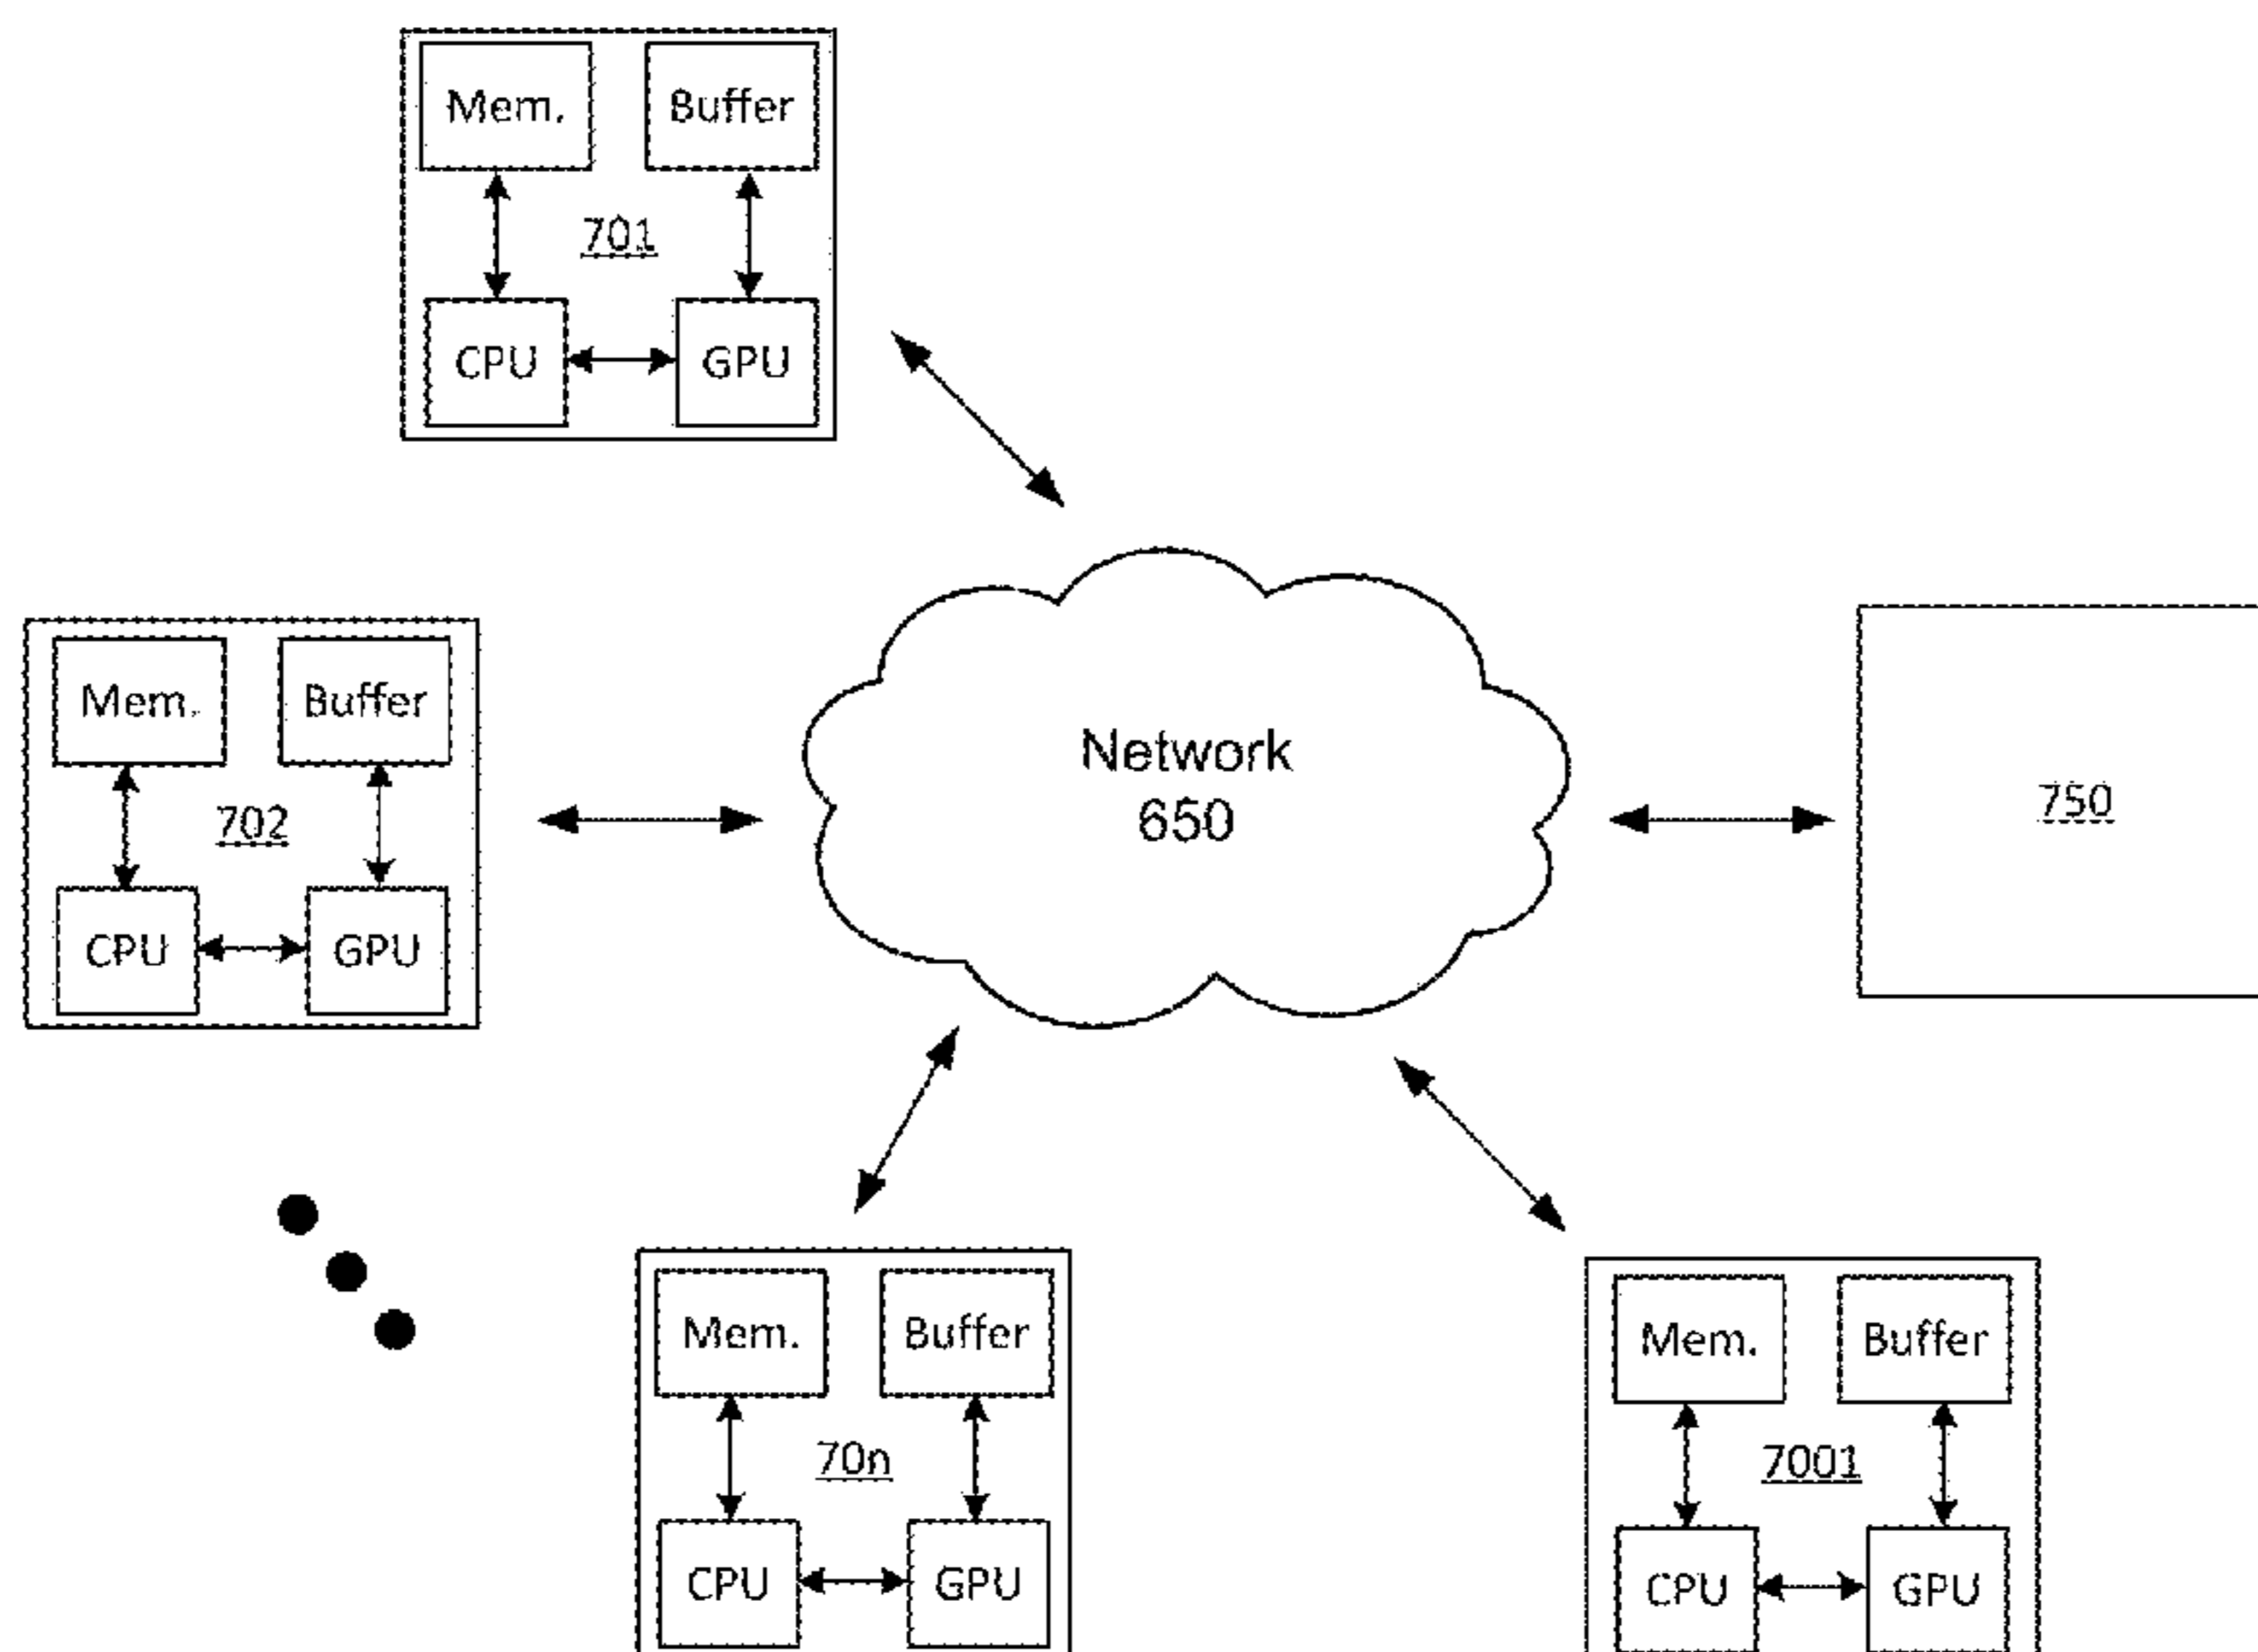 Mem.
Buffer
701
CPU
GPU
Mem.
Buffer
702
CPU
GPU
Network
650
750
Mem.
Buffer
70n
CPU
GPU
Mem.
Buffer
7001
CPU
GPU